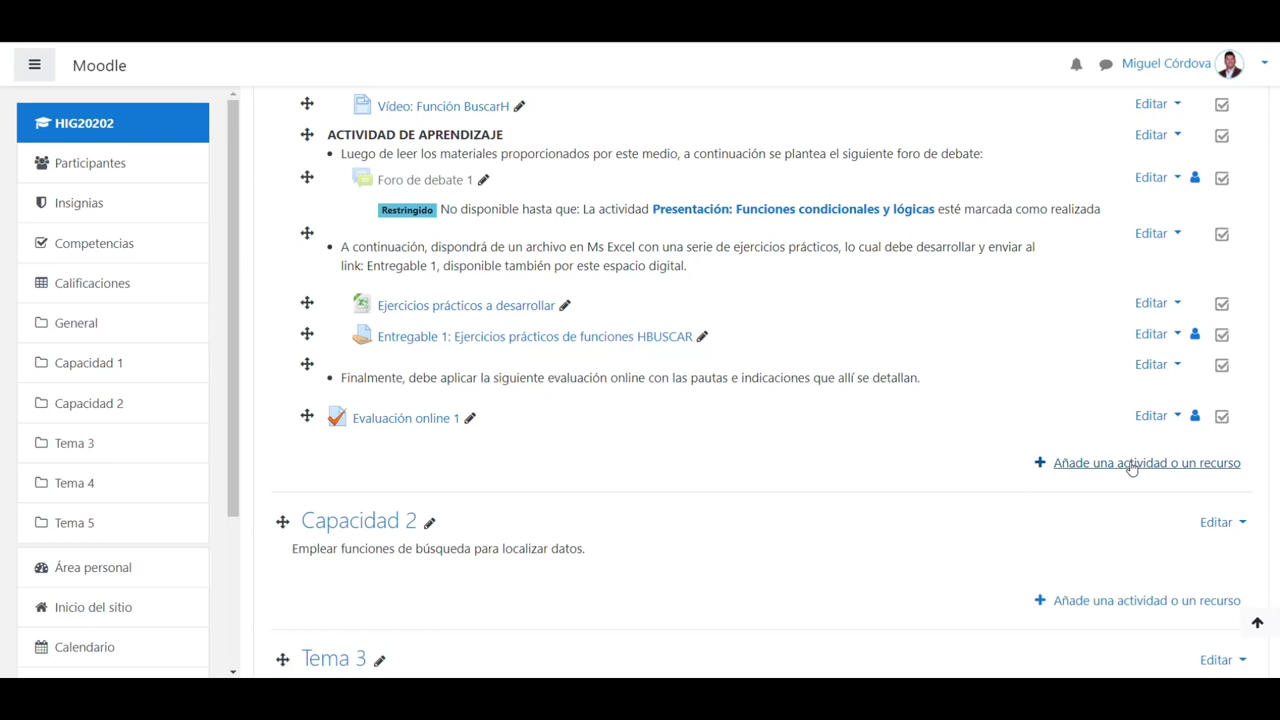 Moodle
Miguel Córdova
HIG20202
Participantes
Insignias
Competencias
Calificaciones
General
Capacidad 1
Capacidad 2
Tema 3
Tema 4
Tema 5
Área personal
Inicio del sitio
Calendario
Vídeo: Función BuscarH
Editar
ACTIVIDAD DE APRENDIZAJE
Editar
• Luego de leer los materiales proporcionados por este medio, a continuación se plantea el siguiente foro de debate:
Foro de debate 1
Editar
Restringido No disponible hasta que: La actividad Presentación: Funciones condicionales y lógicas esté marcada como realizada
Editar
• A continuación, dispondrá de un archivo en Ms Excel con una serie de ejercicios prácticos, lo cual debe desarrollar y enviar al
link: Entregable 1, disponible también por este espacio digital.
Ejercicios prácticos a desarrollar
Editar
Entregable 1: Ejercicios prácticos de funciones HBUSCAR
Editar
Editar
• Finalmente, debe aplicar la siguiente evaluación online con las pautas e indicaciones que allí se detallan.
Evaluación online 1
Editar
+ Añade una actividad o un recurso
Capacidad 2
Editar
Emplear funciones de búsqueda para localizar datos.
+ Añade una actividad o un recurso
Tema 3
Editar